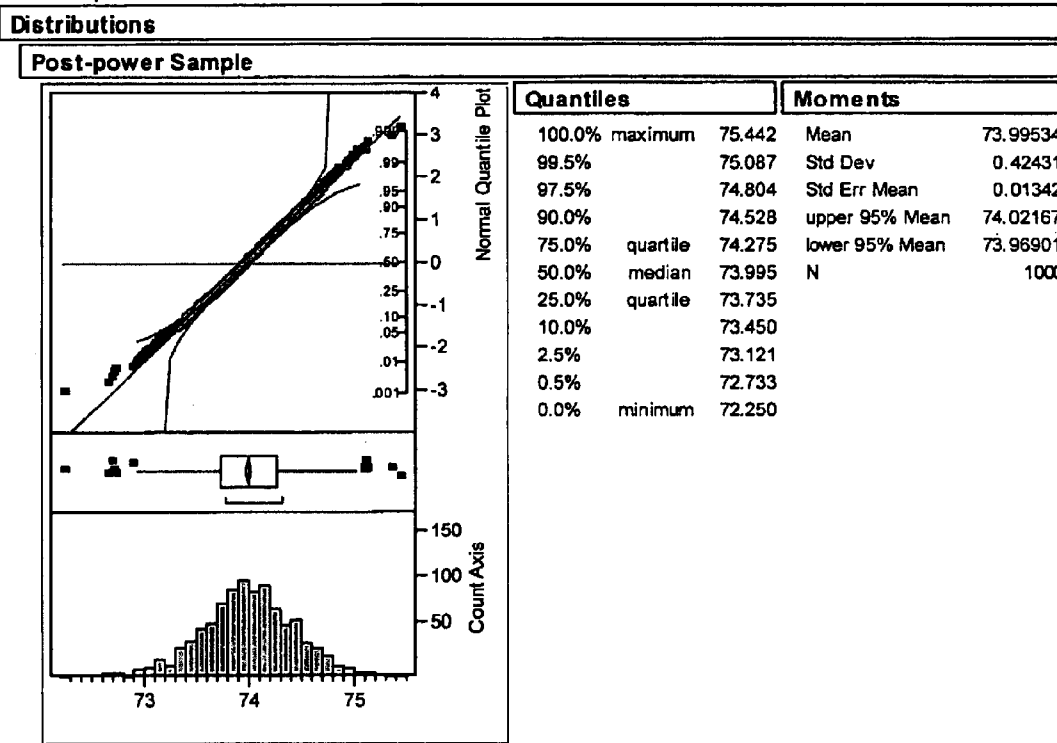 Distributions
Post-power Sample
4
3
2
1
0
-1
-2
-3
.99
.95
.90
.75
.50
.25
.10
.05
.01
.001
Normal Quantile Plot
150
100
50
Count Axis
73 74 75
Quantiles
100.0% maximum 75.442
99.5% 75.087
97.5% 74.804
90.0% 74.528
75.0% quartile 74.275
50.0% median 73.995
25.0% quartile 73.735
10.0% 73.450
2.5% 73.121
0.5% 72.733
0.0% minimum 72.250
Moments
Mean 73.99534
Std Dev 0.42431
Std Err Mean 0.01342
upper 95% Mean 74.02167
lower 95% Mean 73.96901
N 1000